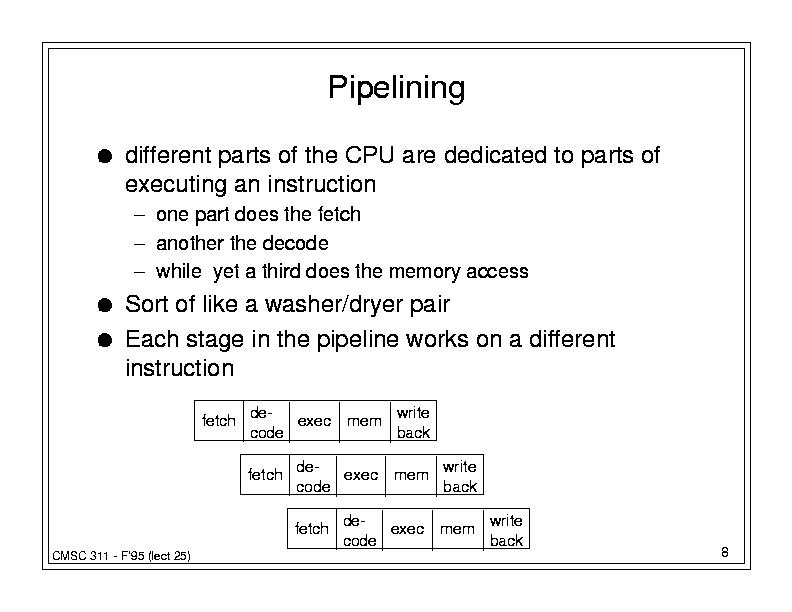 Pipelining
● different parts of the CPU are dedicated to parts of
executing an instruction
– one part does the fetch
– another the decode
– while yet a third does the memory access
● Sort of like a washer/dryer pair
● Each stage in the pipeline works on a different
instruction
fetch de-code exec mem write back
fetch de-code exec mem write back
fetch de-code exec mem write back
CMSC 311 - F'95 (lect 25)
8